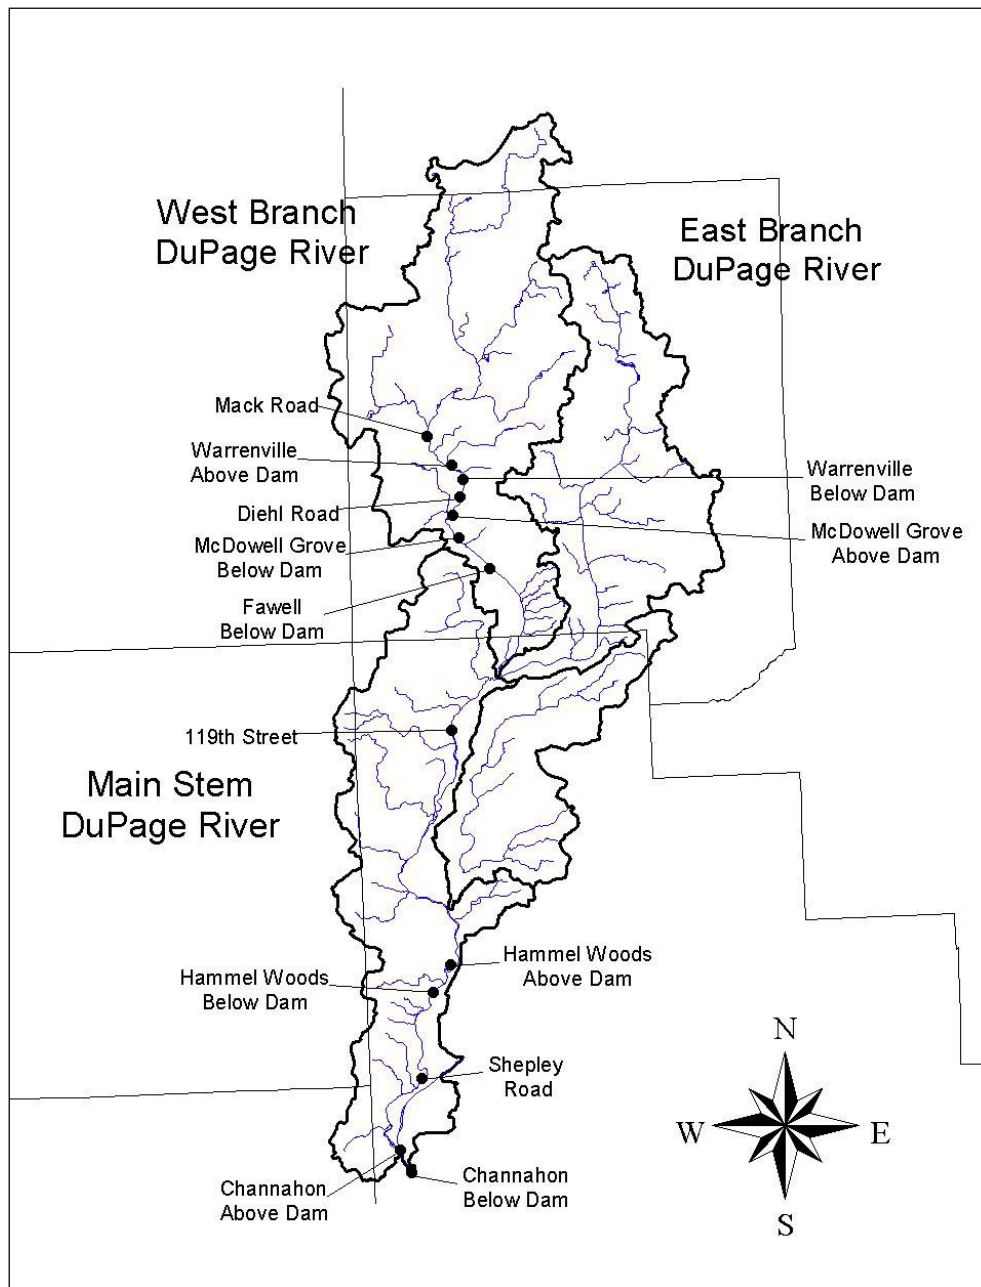 West Branch
DuPage River
East Branch
DuPage River
Mack Road
Warrenville
Above Dam
Warrenville
Below Dam
Diehl Road
McDowell Grove
Above Dam
McDowell Grove
Below Dam
Fawell
Below Dam
119th Street
Main Stem
DuPage River
Hammel Woods
Above Dam
Hammel Woods
Below Dam
Shepley
Road
Channahon
Above Dam
Channahon
Below Dam
N
W
E
S